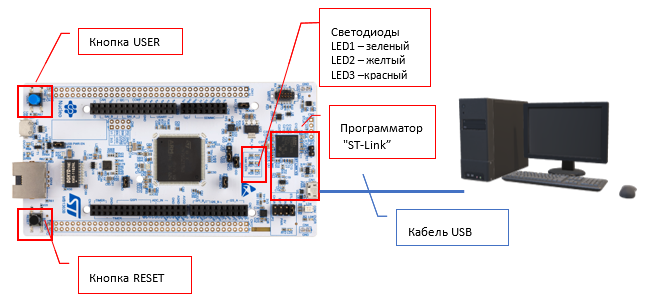 Кнопка USER
Светодиоды
LED1 – зеленый
LED2 – желтый
LED3 –красный
Программатор
"ST-Link”
Кабель USB
Кнопка RESET